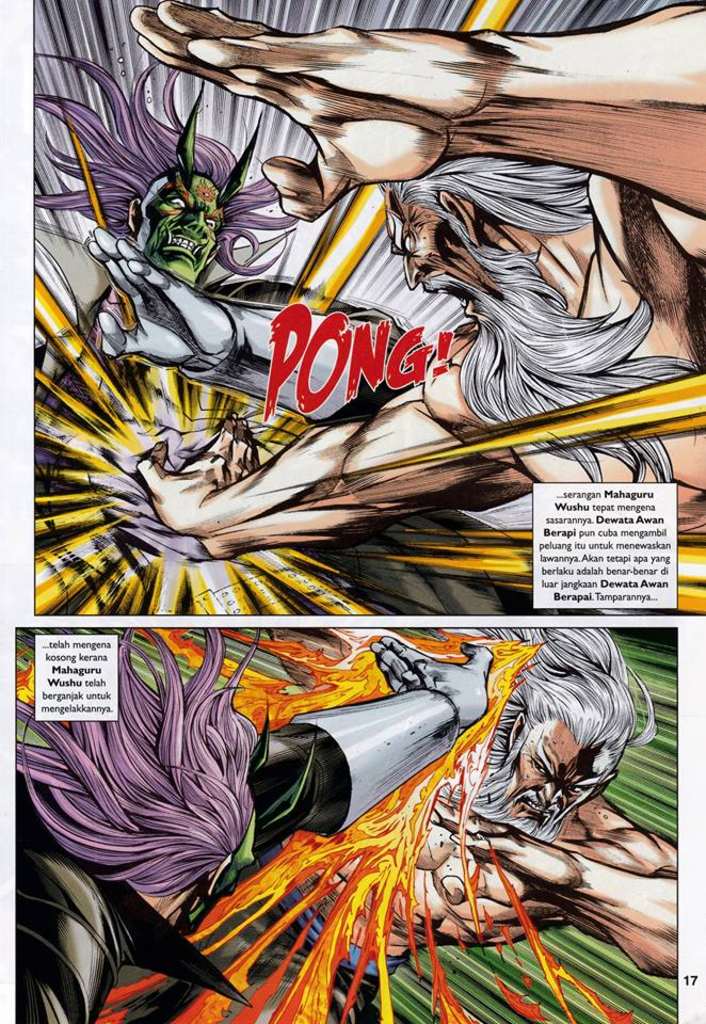 PONG!
...serangan Mahaguru
Wushu tepat mengena
sasarannya. Dewata Awan
Berapi pun cuba mengambil
peluang itu untuk menewaskan
lawannya. Akan tetapi apa yang
berlaku adalah benar-benar di
luar jangkaan Dewata Awan
Berapai. Tamparannya...
...telah mengena
kosong kerana
Mahaguru
Wushu telah
berganjak untuk
mengelakkannya.
17